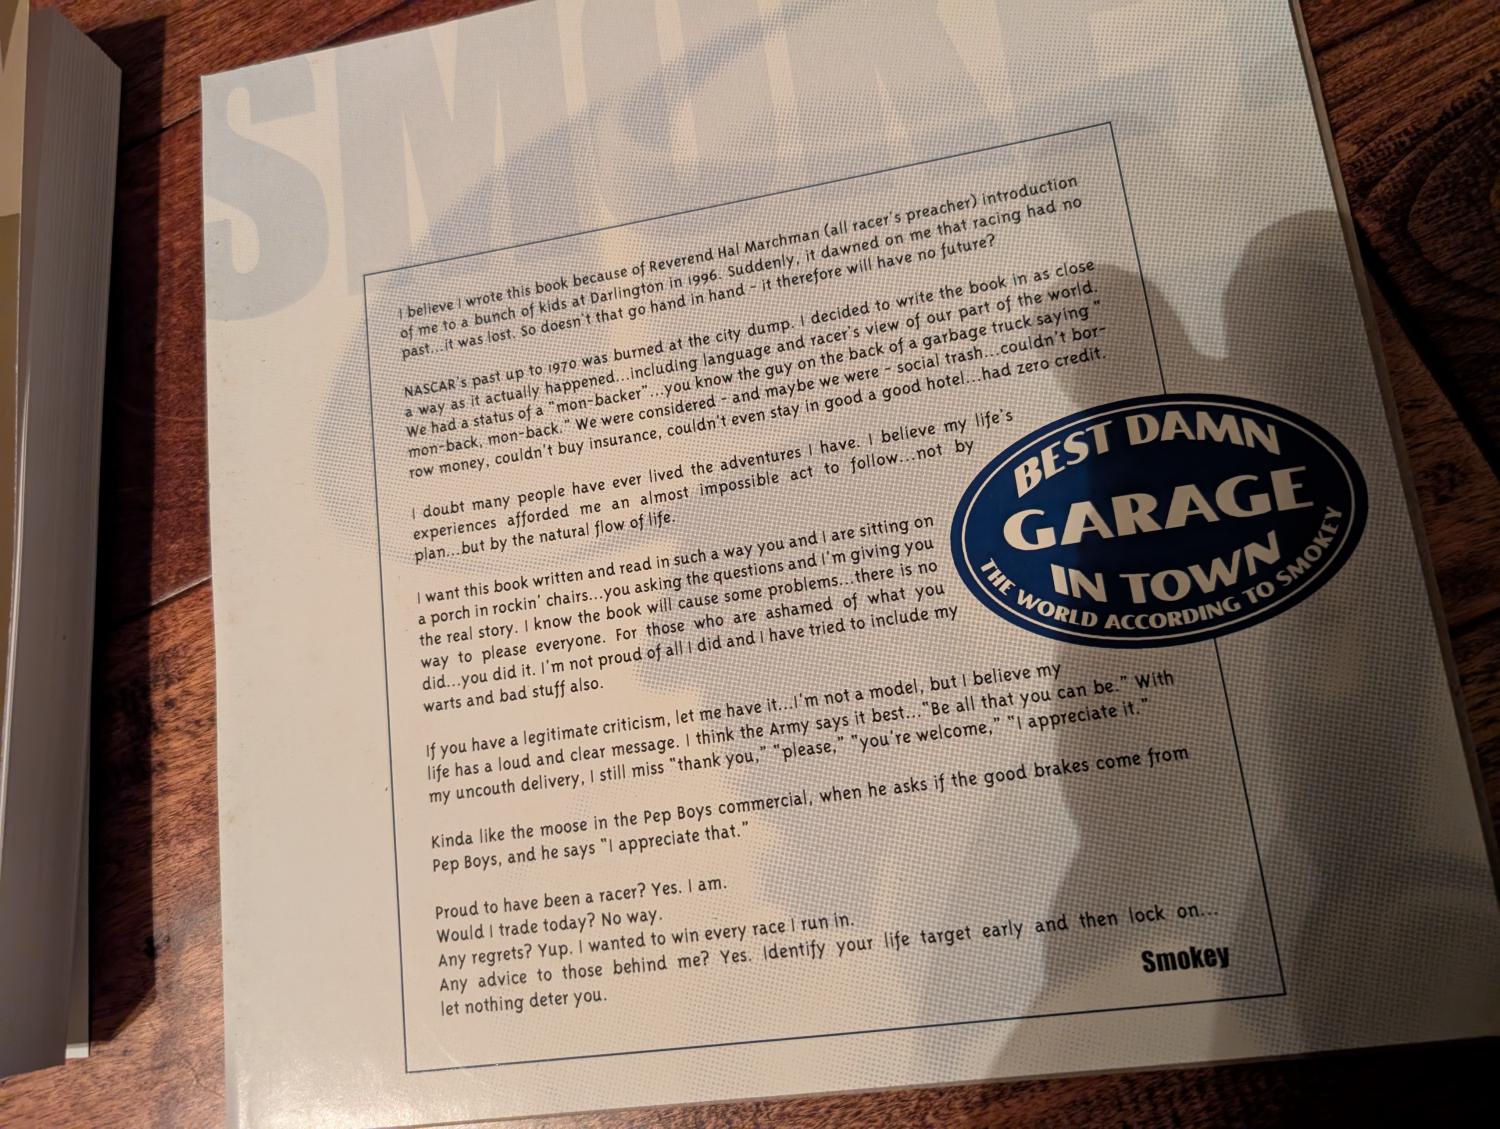 SMOKEY
I believe I wrote this book because of Reverend Hal Marchman (all racer's preacher) introduction
of me to a bunch of kids at Darlington in 1996. Suddenly, it dawned on me that racing had no
past...it was lost. So doesn't that go hand in hand - it therefore will have no future?
NASCAR's past up to 1970 was burned at the city dump. I decided to write the book in as close
a way as it actually happened...including language and racer's view of our part of the world.
We had a status of a "mon-backer"...you know the guy on the back of a garbage truck saying "
mon-back, mon-back." We were considered - and maybe we were - social trash...couldn't bor-
row money, couldn't buy insurance, couldn't even stay in good a good hotel...had zero credit.
I doubt many people have ever lived the adventures I have. I believe my life's
experiences afforded me an almost impossible act to follow...not by
plan...but by the natural flow of life.
I want this book written and read in such a way you and I are sitting on
a porch in rockin' chairs...you asking the questions and I'm giving you
the real story. I know the book will cause some problems...there is no
way to please everyone. For those who are ashamed of what you
did...you did it. I'm not proud of all I did and I have tried to include my
warts and bad stuff also.
If you have a legitimate criticism, let me have it...I'm not a model, but I believe my
life has a loud and clear message. I think the Army says it best..."Be all that you can be." With
my uncouth delivery, I still miss "thank you," "please," "you're welcome," "I appreciate it."
Kinda like the moose in the Pep Boys commercial, when he asks if the good brakes come from
Pep Boys, and he says "I appreciate that."
Proud to have been a racer? Yes. I am.
Would I trade today? No way.
Any regrets? Yup. I wanted to win every race I run in.
Any advice to those behind me? Yes. Identify your life target early and then lock on...
let nothing deter you.
Smokey
BEST DAMN
GARAGE
IN TOWN
THE WORLD ACCORDING TO SMOKEY